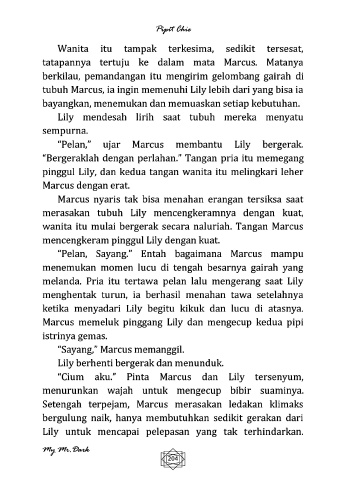 Pipit Chie
Wanita itu tampak terkesima, sedikit tersesat,
tatapannya tertuju ke dalam mata Marcus. Matanya
berkilau, pemandangan itu mengirim gelombang gairah di
tubuh Marcus, ia ingin memenuhi Lily lebih dari yang bisa ia
bayangkan, menemukan dan memuaskan setiap kebutuhan.
Lily mendesah lirih saat tubuh mereka menyatu
sempurna.
“Pelan,” ujar Marcus membantu Lily bergerak.
“Bergeraklah dengan perlahan.” Tangan pria itu memegang
pinggul Lily, dan kedua tangan wanita itu melingkari leher
Marcus dengan erat.
Marcus nyaris tak bisa menahan erangan tersiksa saat
merasakan tubuh Lily mencengkeramnya dengan kuat,
wanita itu mulai bergerak secara naluriah. Tangan Marcus
mencengkeram pinggul Lily dengan kuat.
“Pelan, Sayang.” Entah bagaimana Marcus mampu
menemukan momen lucu di tengah besarnya gairah yang
melanda. Pria itu tertawa pelan lalu mengerang saat Lily
menghentak turun, ia berhasil menahan tawa setelahnya
ketika menyadari Lily begitu kikuk dan lucu di atasnya.
Marcus memeluk pinggang Lily dan mengecup kedua pipi
istrinya gemas.
“Sayang,” Marcus memanggil.
Lily berhenti bergerak dan menunduk.
“Cium aku.” Pinta Marcus dan Lily tersenyum,
menurunkan wajah untuk mengecup bibir suaminya.
Setengah terpejam, Marcus merasakan ledakan klimaks
bergulung naik, hanya membutuhkan sedikit gerakan dari
Lily untuk mencapai pelepasan yang tak terhindarkan.
My Mr.Dark
204